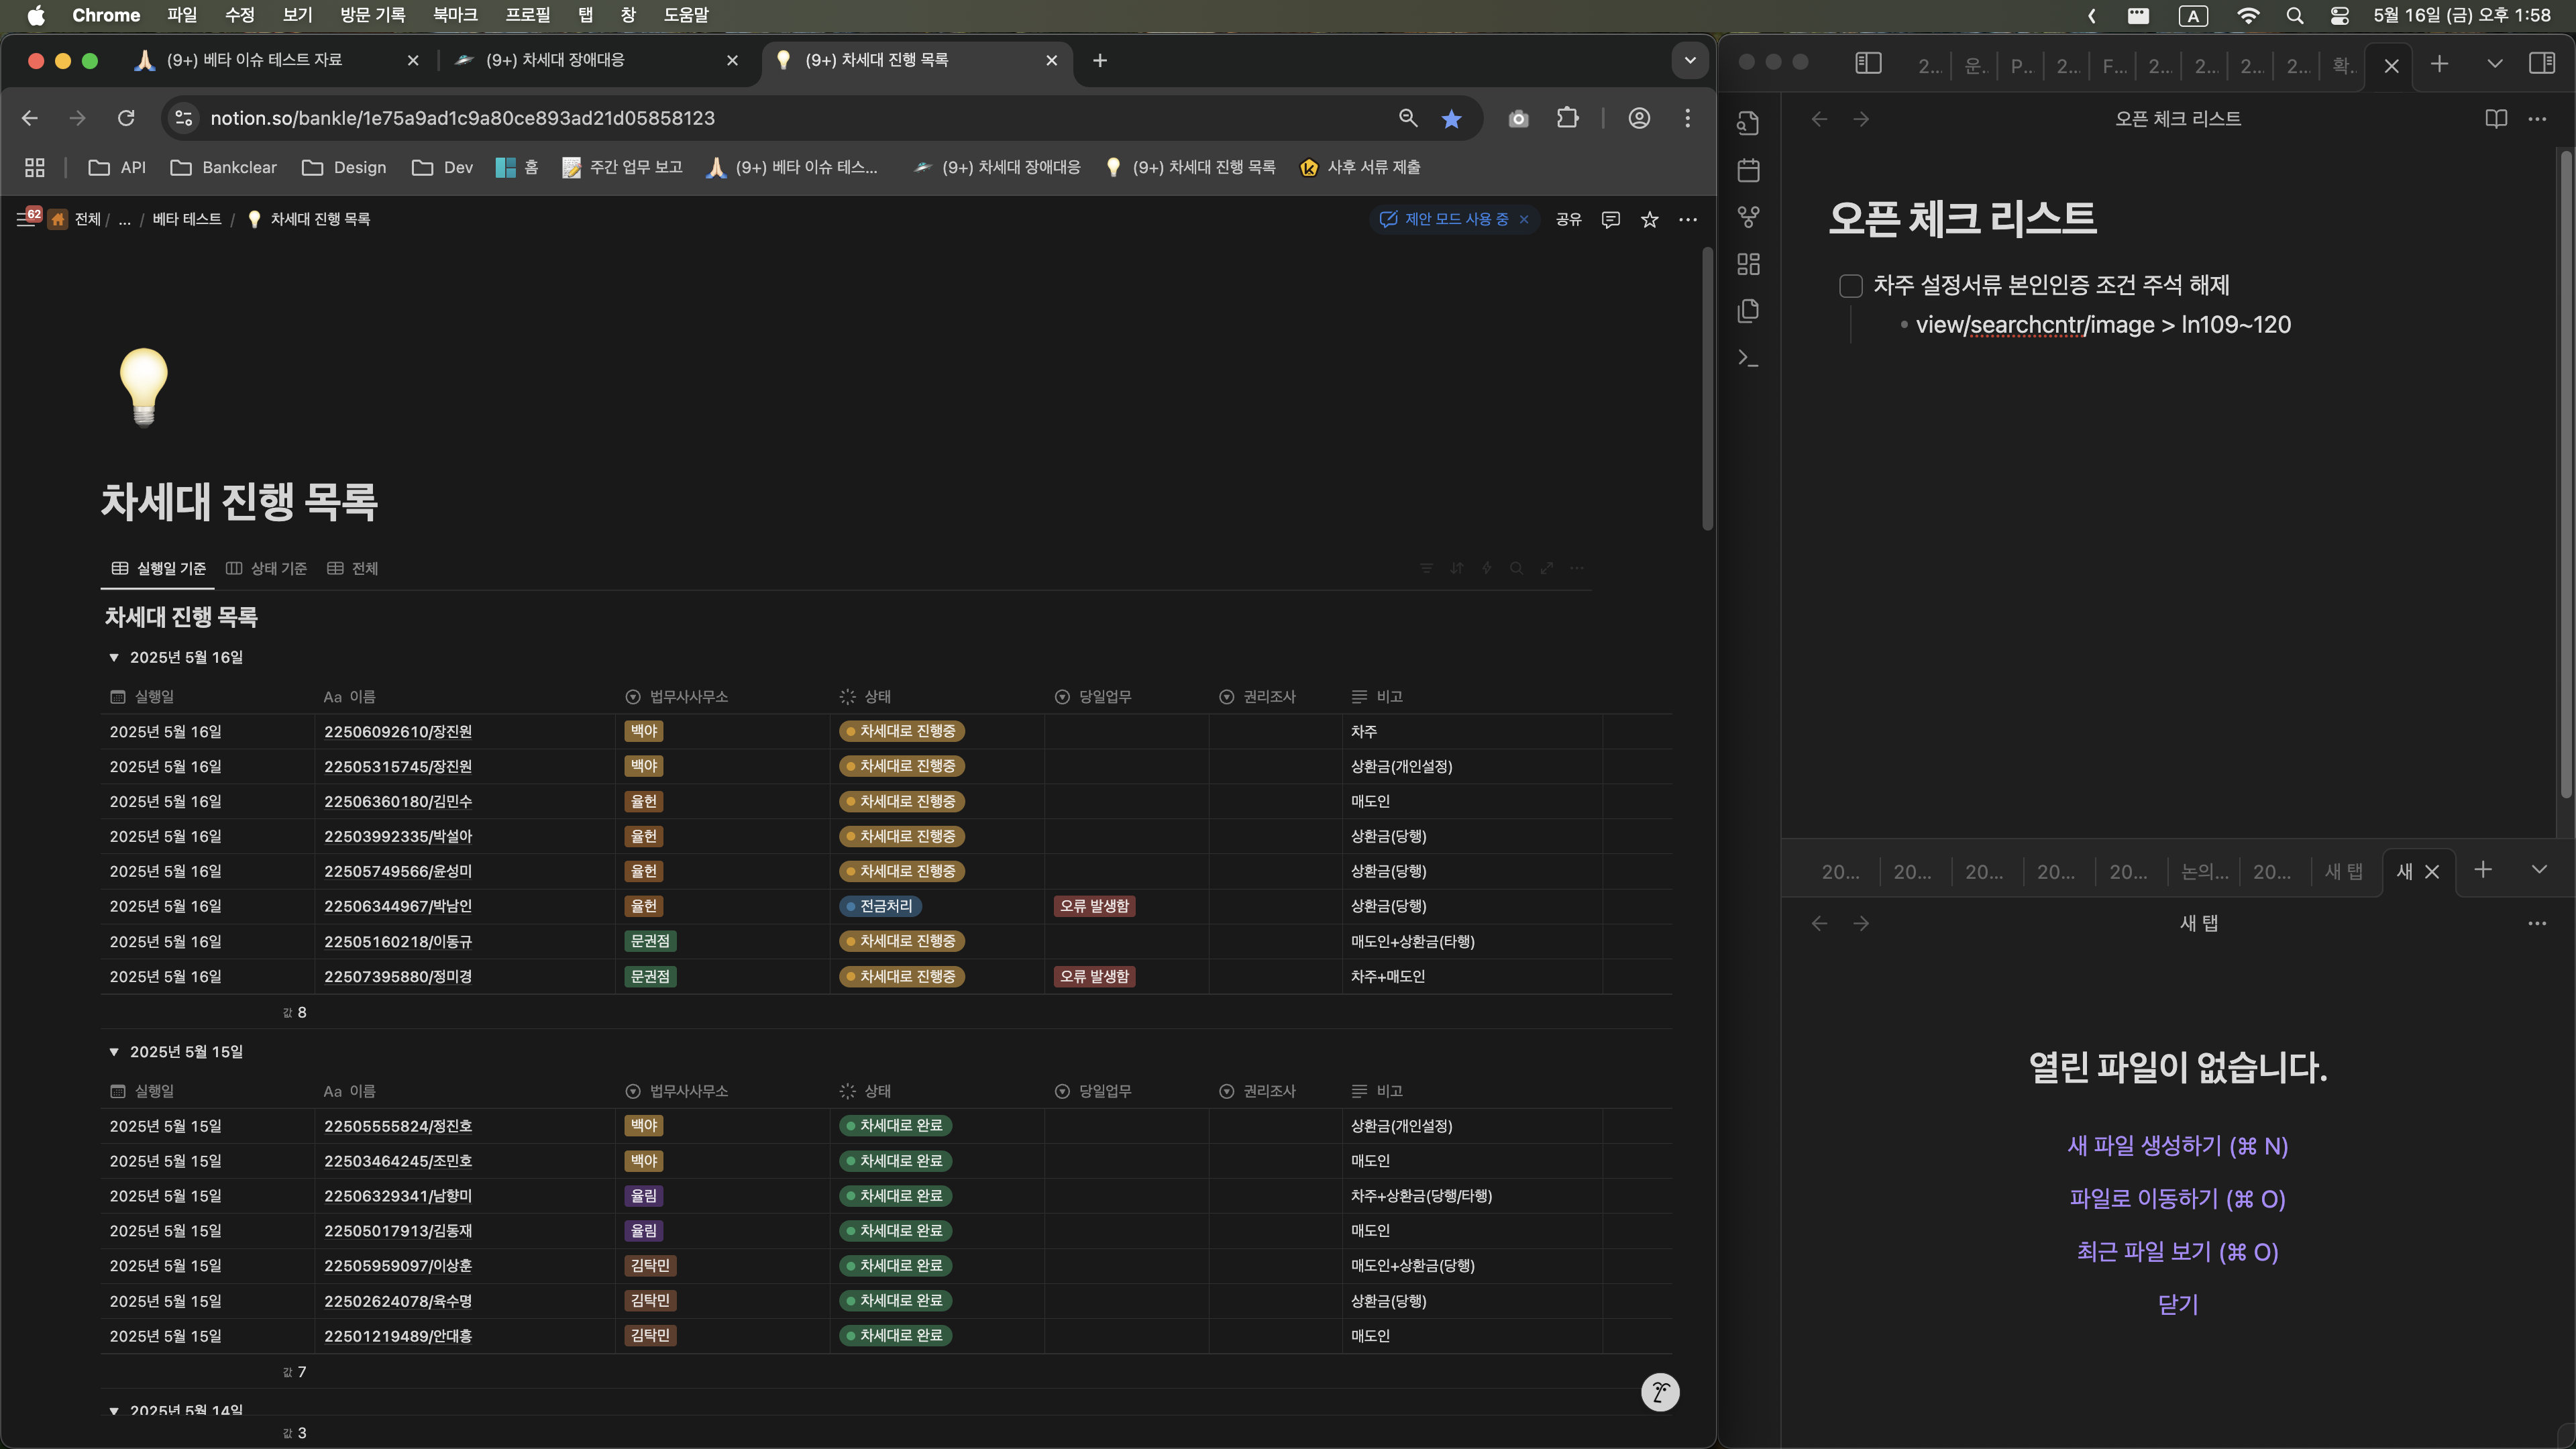 Chrome 파일 수정 보기 방문 기록 북마크 프로필 탭 창 도움말
A 5월 16일 (금) 오후 1:58
(9+) 베타 이슈 테스트 자료
(9+) 차세대 장애대응
(9+) 차세대 진행 목록
notion.so/bankle/1e75a9ad1c9a80ce893ad21d05858123
API Bankclear Design Dev 홈 주간 업무 보고 (9+) 베타 이슈 테스... (9+) 차세대 장애대응 (9+) 차세대 진행 목록 사후 서류 제출
62 전체 / ... / 베타 테스트 / 차세대 진행 목록
제안 모드 사용 중 공유
차세대 진행 목록
실행일 기준 상태 기준 전체
차세대 진행 목록
2025년 5월 16일
실행일 Aa 이름 법무사사무소 상태 당일업무 권리조사 비고
2025년 5월 16일 22506092610/장진원 백야 차세대로 진행중 차주
2025년 5월 16일 22505315745/장진원 백야 차세대로 진행중 상환금(개인설정)
2025년 5월 16일 22506360180/김민수 율헌 차세대로 진행중 매도인
2025년 5월 16일 22503992335/박설아 율헌 차세대로 진행중 상환금(당행)
2025년 5월 16일 22505749566/윤성미 율헌 차세대로 진행중 상환금(당행)
2025년 5월 16일 22506344967/박남인 율헌 전금처리 오류 발생함 상환금(당행)
2025년 5월 16일 22505160218/이동규 문권점 차세대로 진행중 매도인+상환금(타행)
2025년 5월 16일 22507395880/정미경 문권점 차세대로 진행중 오류 발생함 차주+매도인
값 8
2025년 5월 15일
실행일 Aa 이름 법무사사무소 상태 당일업무 권리조사 비고
2025년 5월 15일 22505555824/정진호 백야 차세대로 완료 상환금(개인설정)
2025년 5월 15일 22503464245/조민호 백야 차세대로 완료 매도인
2025년 5월 15일 22506329341/남향미 율림 차세대로 완료 차주+상환금(당행/타행)
2025년 5월 15일 22505017913/김동재 율림 차세대로 완료 매도인
2025년 5월 15일 22505959097/이상훈 김탁민 차세대로 완료 매도인+상환금(당행)
2025년 5월 15일 22502624078/육수명 김탁민 차세대로 완료 상환금(당행)
2025년 5월 15일 22501219489/안대흥 김탁민 차세대로 완료 매도인
값 7
2025년 5월 14일
값 3
2... 운.. P... 2... F... 2... 2... 2... 2... 확..
오픈 체크 리스트
오픈 체크 리스트
차주 설정서류 본인인증 조건 주석 해제
view/searchcntr/image > ln109~120
20... 20... 20... 20... 20... 논의... 20... 새 탭 새
새 탭
열린 파일이 없습니다.
새 파일 생성하기 (⌘ N)
파일로 이동하기 (⌘ O)
최근 파일 보기 (⌘ O)
닫기